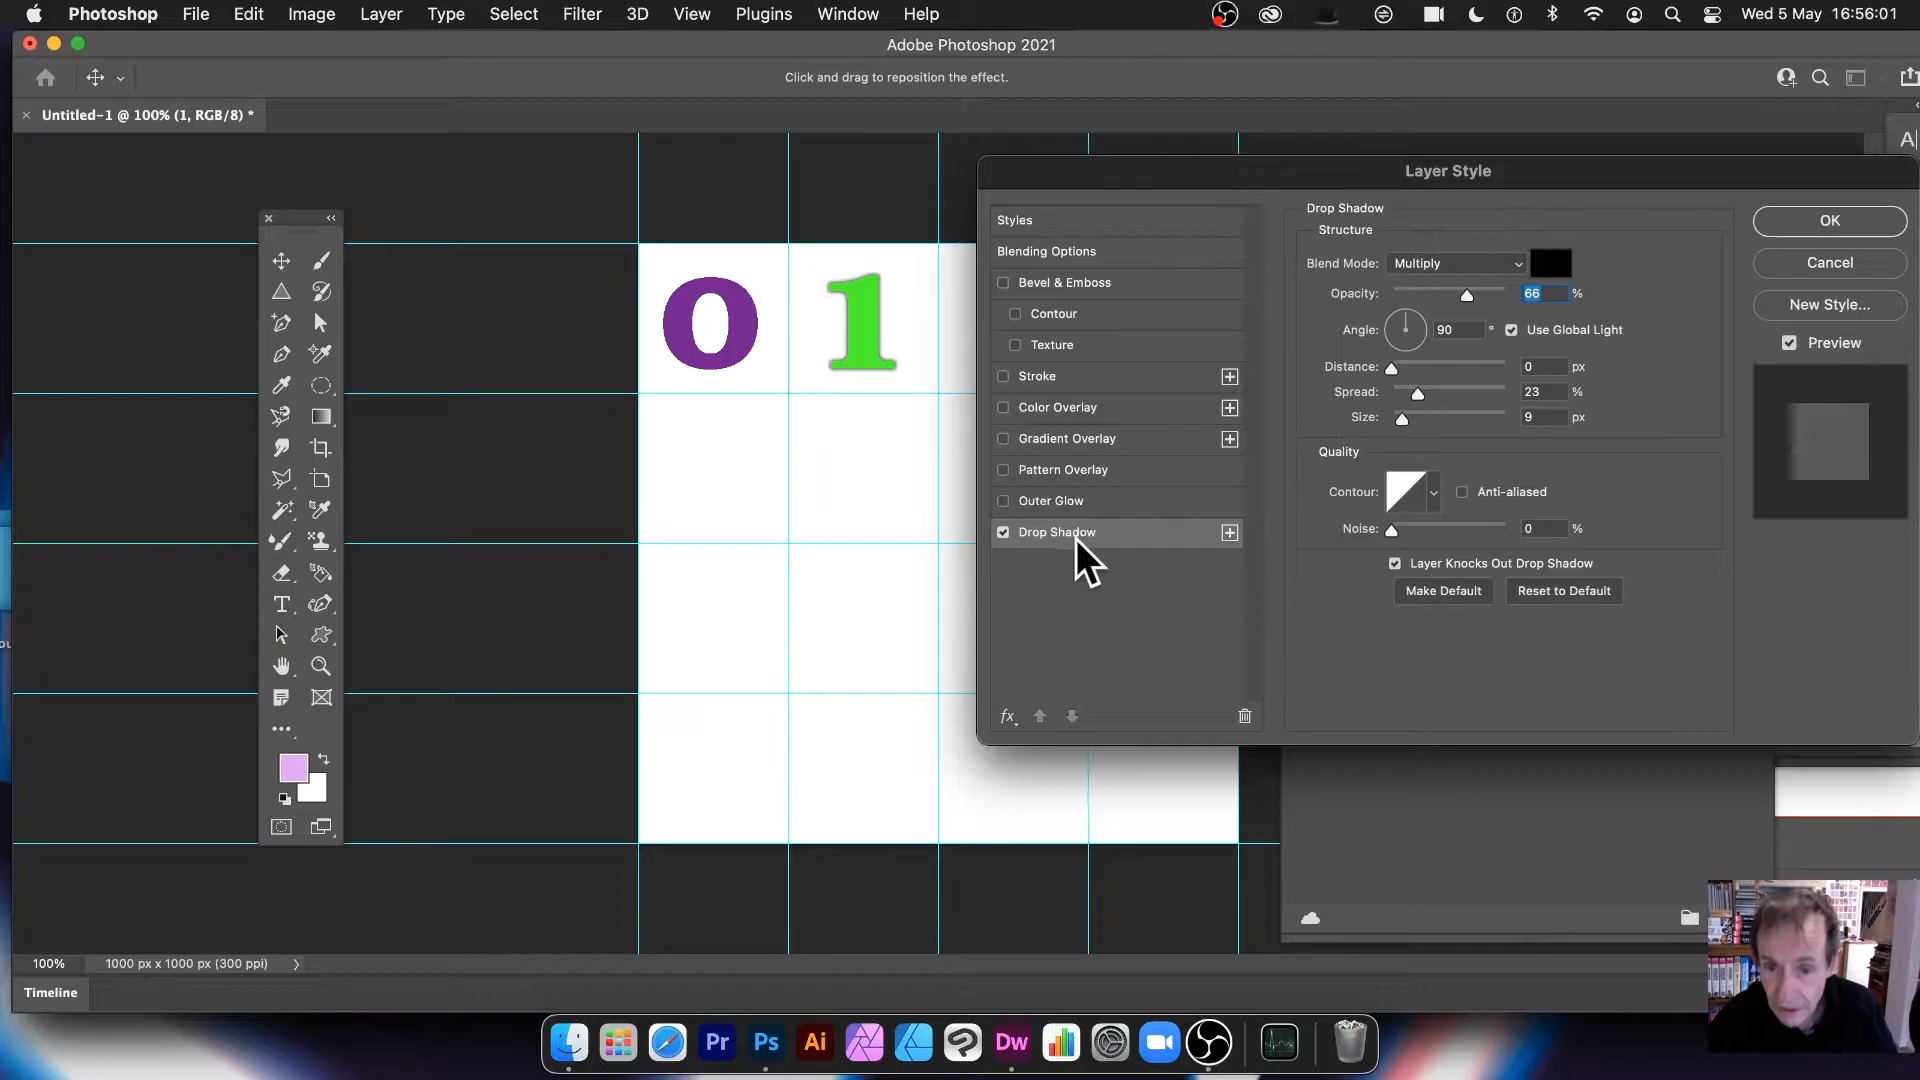 Photoshop File Edit Image Layer Type Select Filter 3D View Plugins Window Help Wed 5 May 16:56:01
Adobe Photoshop 2021
Click and drag to reposition the effect.
× Untitled-1 @ 100% (1, RGB/8) *
A
Layer Style
Styles
Blending Options
Bevel & Emboss
Contour
Texture
Stroke
Color Overlay
Gradient Overlay
Pattern Overlay
Outer Glow
Drop Shadow
fx
Drop Shadow
Structure
Blend Mode: Multiply
Opacity: 66 %
Angle: 90 ° Use Global Light
Distance: 0 px
Spread: 23 %
Size: 9 px
Quality
Contour: Anti-aliased
Noise: 0 %
Layer Knocks Out Drop Shadow
Make Default Reset to Default
OK
Cancel
New Style...
Preview
0 1
T
100% 1000 px x 1000 px (300 ppi)
Timeline
Pr Ps Ai Dw